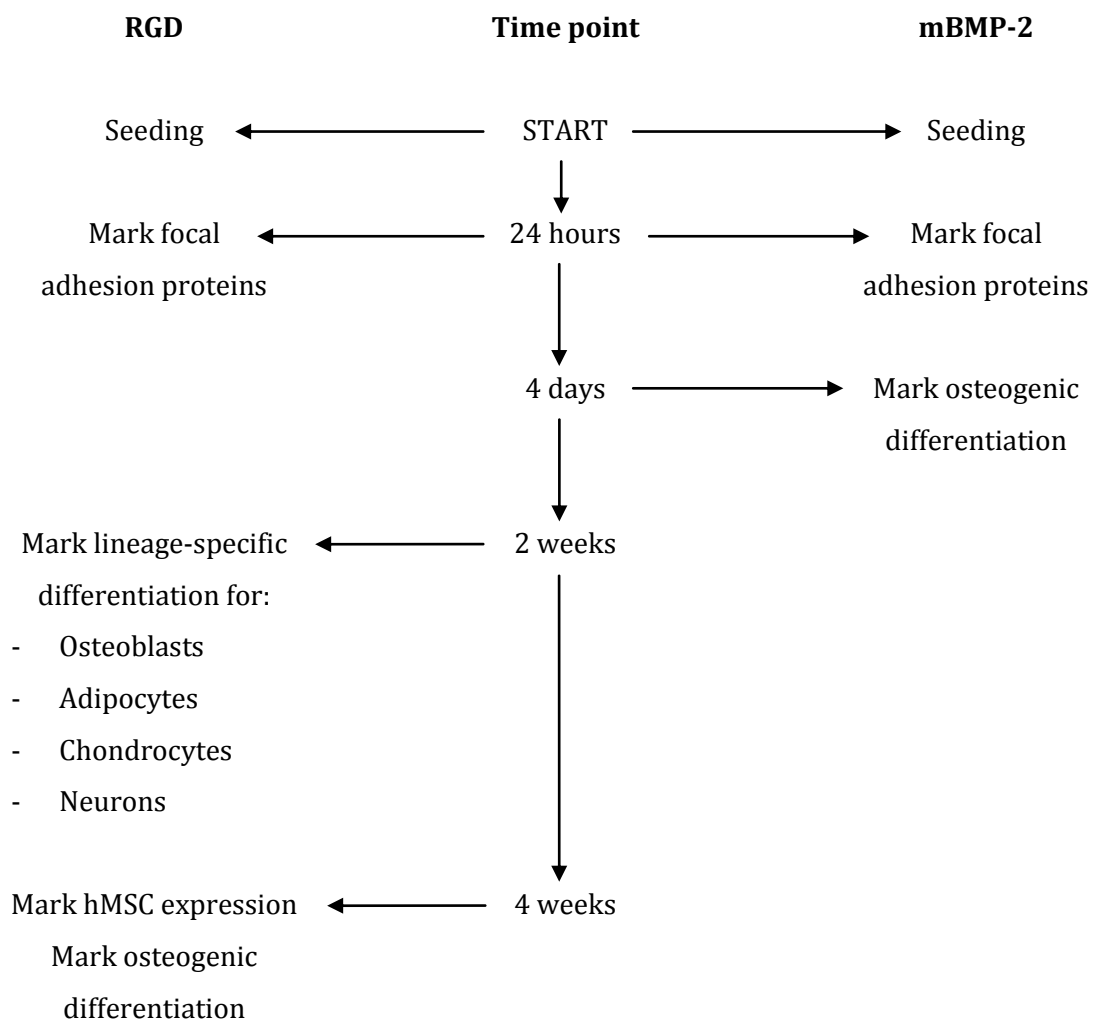 RGD Time point mBMP-2
Seeding START Seeding
Mark focal 24 hours Mark focal
adhesion proteins adhesion proteins
4 days Mark osteogenic
differentiation
Mark lineage-specific 2 weeks
differentiation for:
- Osteoblasts
- Adipocytes
- Chondrocytes
- Neurons
Mark hMSC expression 4 weeks
Mark osteogenic
differentiation